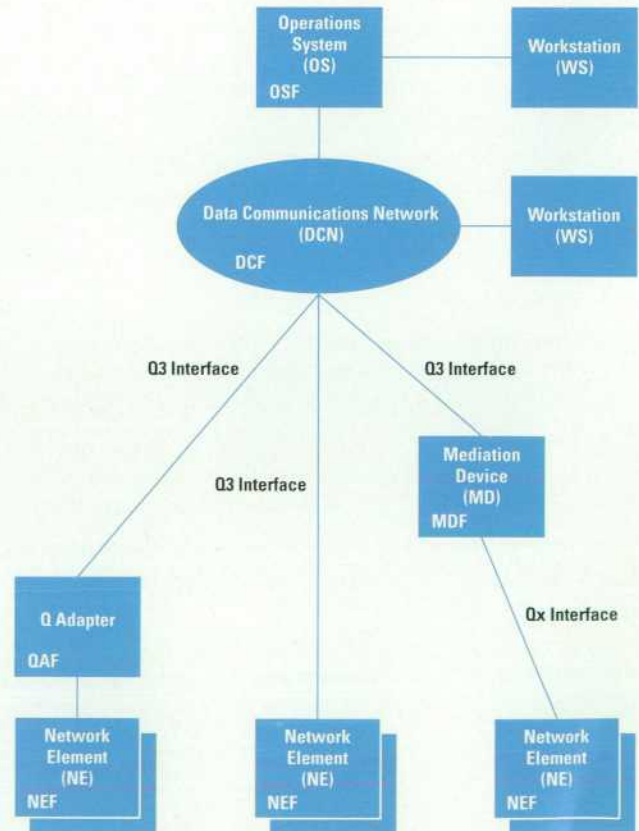 Operations
System
(OS)
OSF
Workstation
(WS)
Data Communications Network
(DCN)
DCF
Workstation
(WS)
Q3 Interface
Q3 Interface
Q3 Interface
Mediation
Device
(MD)
MDF
Qx Interface
Q Adapter
QAF
Network
Element
(NE)
NEF
Network
Element
(NE)
NEF
Network
Element
(NE)
NEF